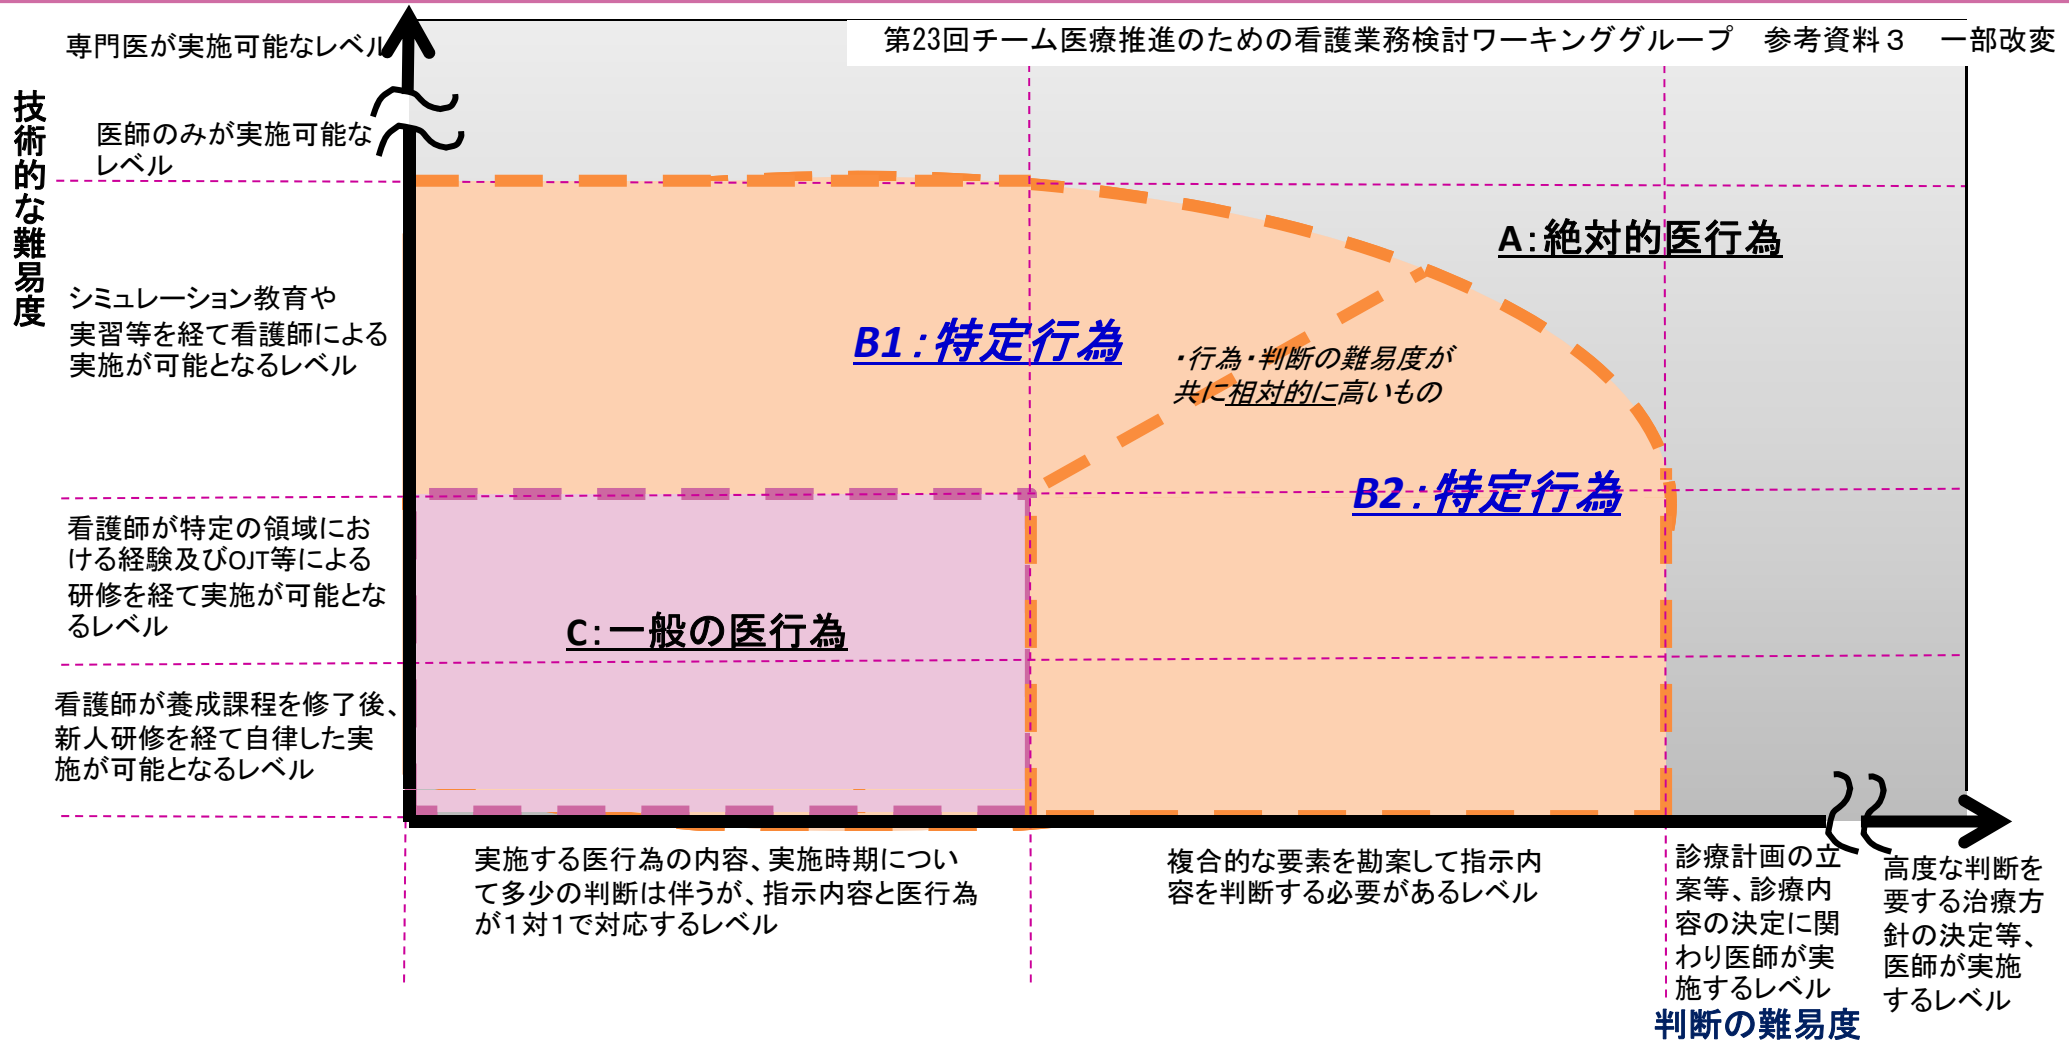 第23回チーム医療推進のための看護業務検討ワーキンググループ　参考資料３　一部改変
技術的な難易度
専門医が実施可能なレベル
医師のみが実施可能な
レベル
シミュレーション教育や
実習等を経て看護師による
実施が可能となるレベル
看護師が特定の領域にお
ける経験及びOJT等による
研修を経て実施が可能とな
るレベル
看護師が養成課程を修了後、
新人研修を経て自律した実
施が可能となるレベル
A：絶対的医行為
B1：特定行為
・行為・判断の難易度が
共に相対的に高いもの
B2：特定行為
C：一般の医行為
実施する医行為の内容、実施時期につい
て多少の判断は伴うが、指示内容と医行為
が１対１で対応するレベル
複合的な要素を勘案して指示内
容を判断する必要があるレベル
診療計画の立
案等、診療内
容の決定に関
わり医師が実
施するレベル
高度な判断を
要する治療方
針の決定等、
医師が実施
するレベル
判断の難易度